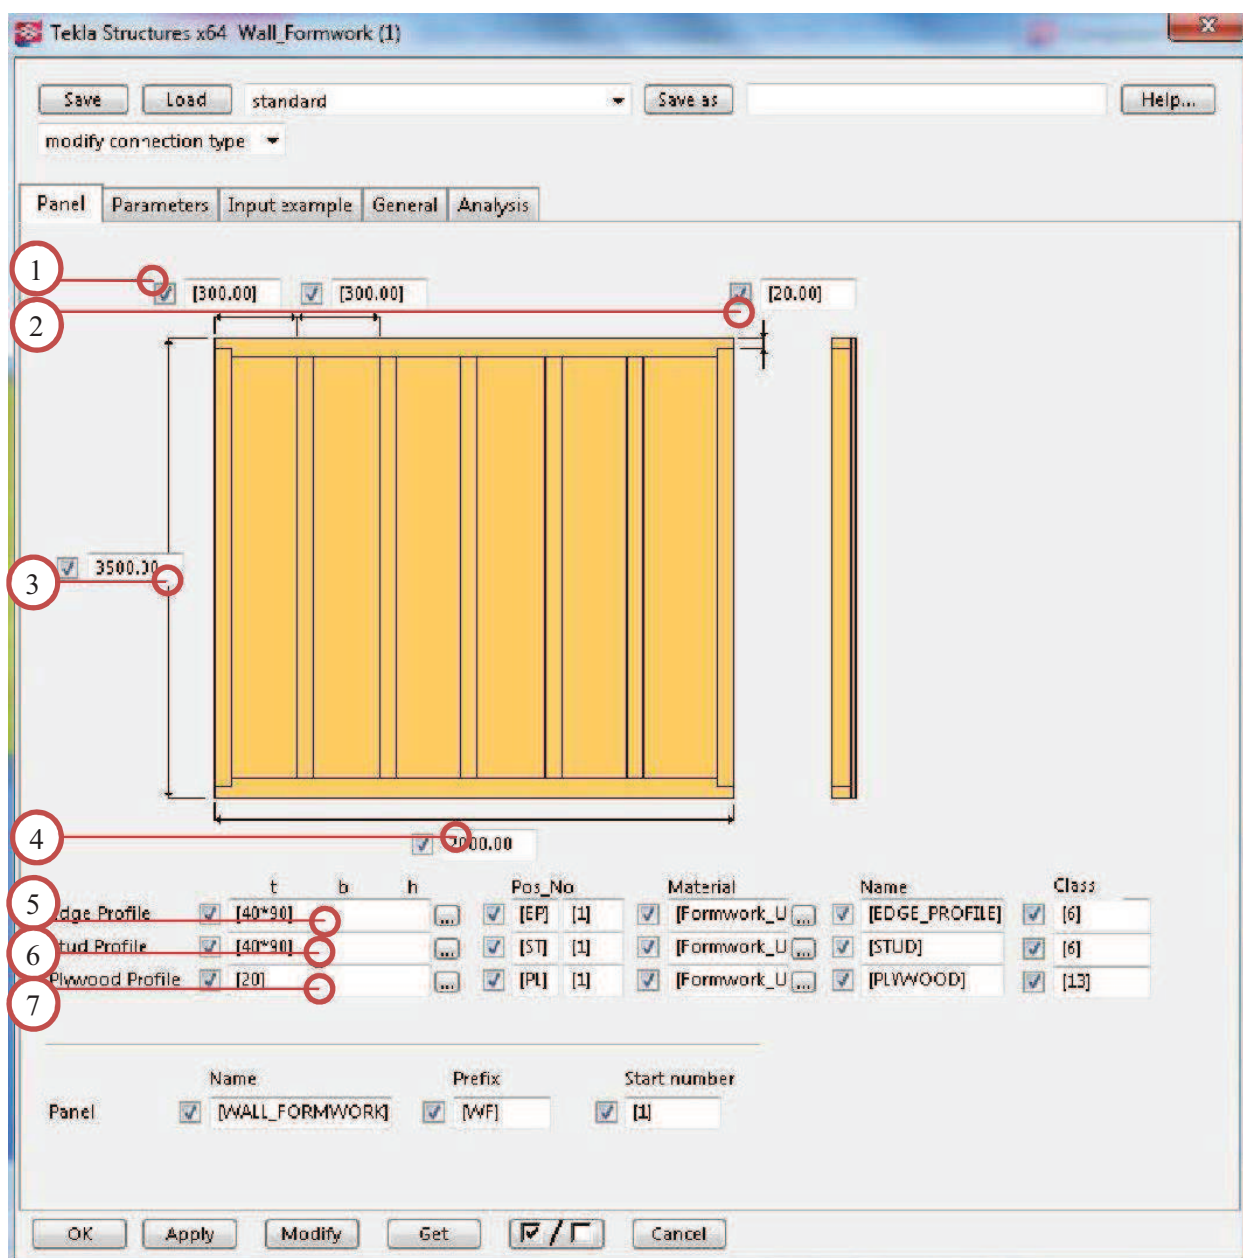 Tekla Structures x64 Wall_Formwork (1)
Save Load standard Save as Help...
modify connection type
Panel Parameters Input example General Analysis
1
[300.00] [300.00] [20.00]
2
3500.00
3
4
2000.00
t b h Pos_No Material Name Class
5
Edge Profile [40*90] ... [EP] [1] [Formwork_U ... [EDGE_PROFILE] [6]
Stud Profile [40*90] ... [ST] [1] [Formwork_U ... [STUD] [6]
6
Plywood Profile [20] ... [PL] [1] [Formwork_U ... [PLYWOOD] [13]
7
Name Prefix Start number
Panel [WALL_FORMWORK] [WF] [1]
OK Apply Modify Get / Cancel